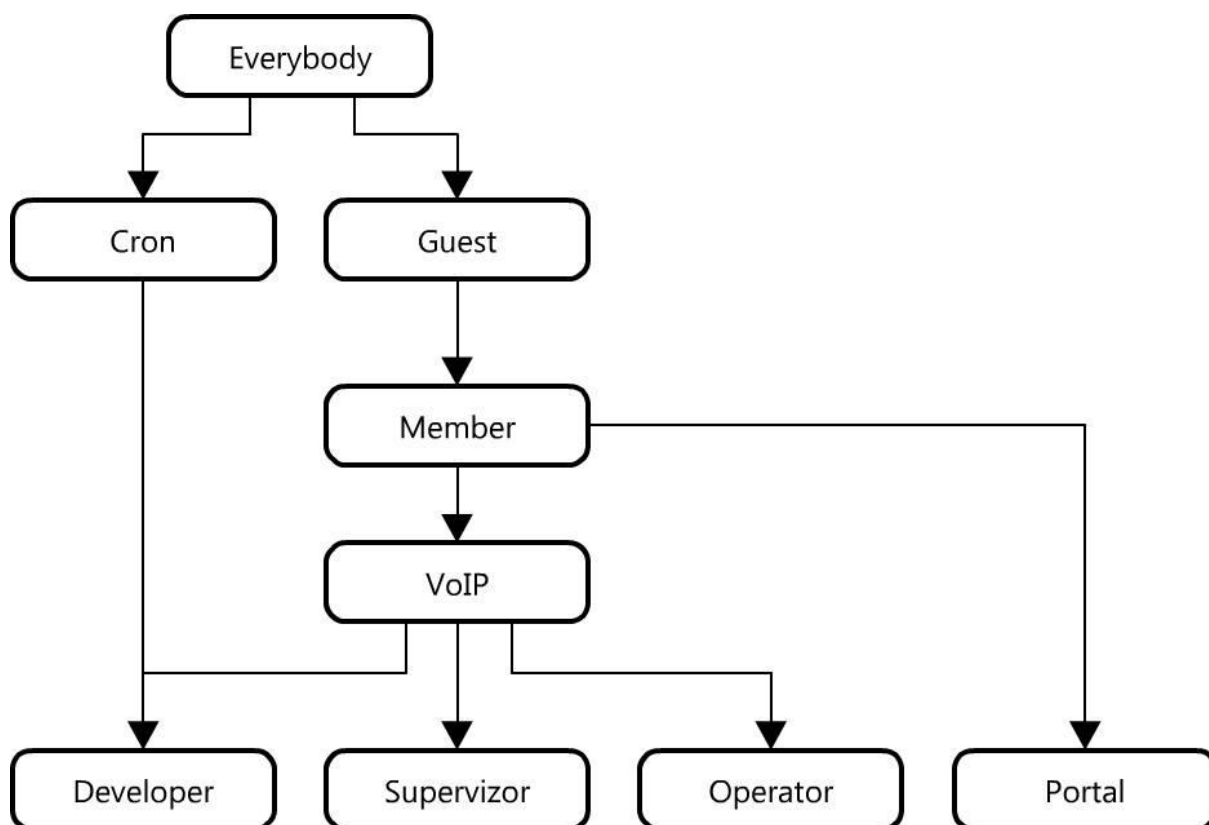 Everybody
Cron
Guest
Member
VoIP
Developer
Supervizor
Operator
Portal